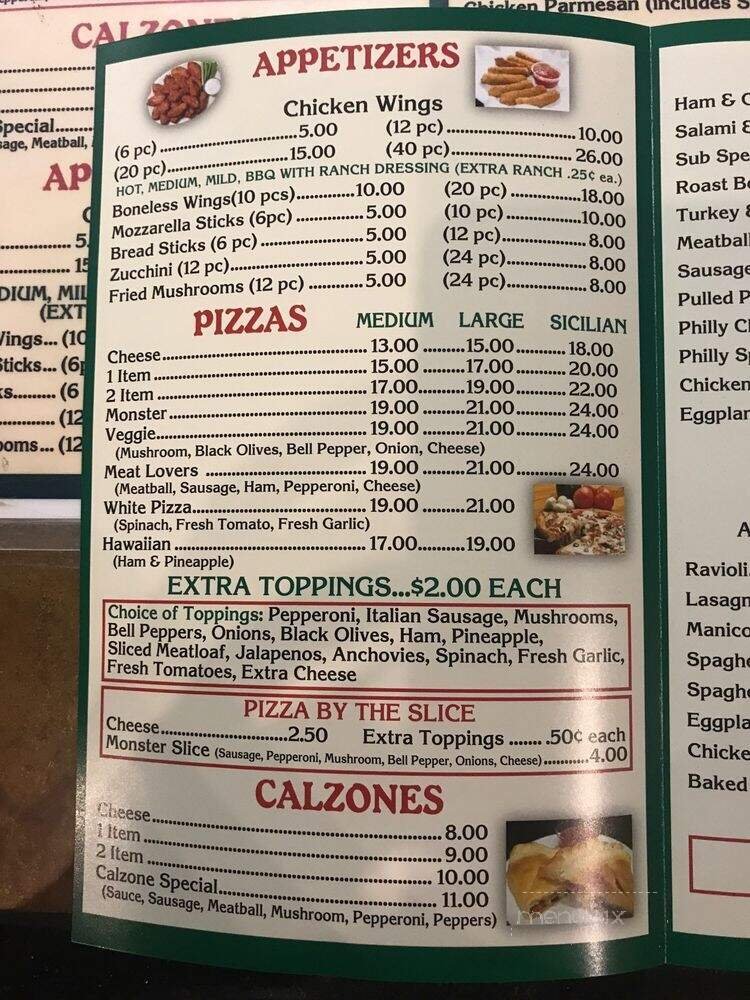 Chicken Parmesan (includes
APPETIZERS
Chicken Wings
(6 pc) ..............................5.00 (12 pc) ........................ 10.00
(20 pc)............................15.00 (40 pc)........................ 26.00
HOT, MEDIUM, MILD, BBQ WITH RANCH DRESSING (EXTRA RANCH .25¢ ea.)
Boneless Wings(10 pcs)............10.00 (20 pc) ...............18.00
Mozzarella Sticks (6pc) .............5.00 (10 pc) ................10.00
Bread Sticks (6 pc) ....................5.00 (12 pc)................. 8.00
Zucchini (12 pc)..........................5.00 (24 pc) ................. 8.00
Fried Mushrooms (12 pc) ...........5.00 (24 pc)................. 8.00
PIZZAS MEDIUM LARGE SICILIAN
Cheese........................................ 13.00 ........15.00.......... 18.00
1 Item .......................................... 15.00 ........17.00.......... 20.00
2 Item .......................................... 17.00.........19.00.......... 22.00
Monster ....................................... 19.00 ........21.00.......... 24.00
Veggie.......................................... 19.00 ........21.00.......... 24.00
(Mushroom, Black Olives, Bell Pepper, Onion, Cheese)
Meat Lovers ................................ 19.00 ........21.00.......... 24.00
(Meatball, Sausage, Ham, Pepperoni, Cheese)
White Pizza.................................. 19.00 ........21.00
(Spinach, Fresh Tomato, Fresh Garlic)
Hawaiian ..................................... 17.00..........19.00
(Ham & Pineapple)
EXTRA TOPPINGS...$2.00 EACH
Choice of Toppings: Pepperoni, Italian Sausage, Mushrooms,
Bell Peppers, Onions, Black Olives, Ham, Pineapple,
Sliced Meatloaf, Jalapenos, Anchovies, Spinach, Fresh Garlic,
Fresh Tomatoes, Extra Cheese
PIZZA BY THE SLICE
Cheese........................2.50 Extra Toppings ....... .50¢ each
Monster Slice (Sausage, Pepperoni, Mushroom, Bell Pepper, Onions, Cheese)...........4.00
CALZONES
Cheese.......................................................... 8.00
1 Item ........................................................... 9.00
2 Item ........................................................... 10.00
Calzone Special............................................ 11.00
(Sauce, Sausage, Meatball, Mushroom, Pepperoni, Peppers)
Ham &
Salami &
Sub Spe
Roast B
Turkey &
Meatball
Sausage
Pulled P
Philly C
Philly S
Chicken
Eggplan
Ravioli
Lasagn
Manico
Spaghe
Spaghe
Eggpla
Chicke
Baked